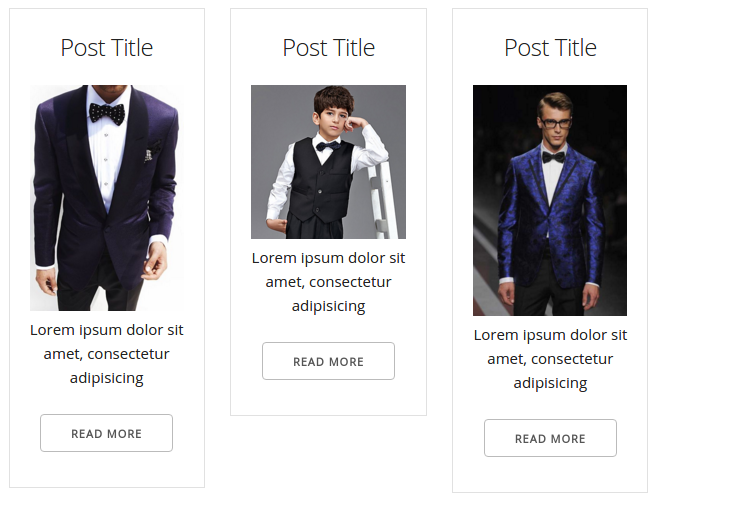 Post Title
Lorem ipsum dolor sit
amet, consectetur
adipisicing
READ MORE
Post Title
Lorem ipsum dolor sit
amet, consectetur
adipisicing
READ MORE
Post Title
Lorem ipsum dolor sit
amet, consectetur
adipisicing
READ MORE